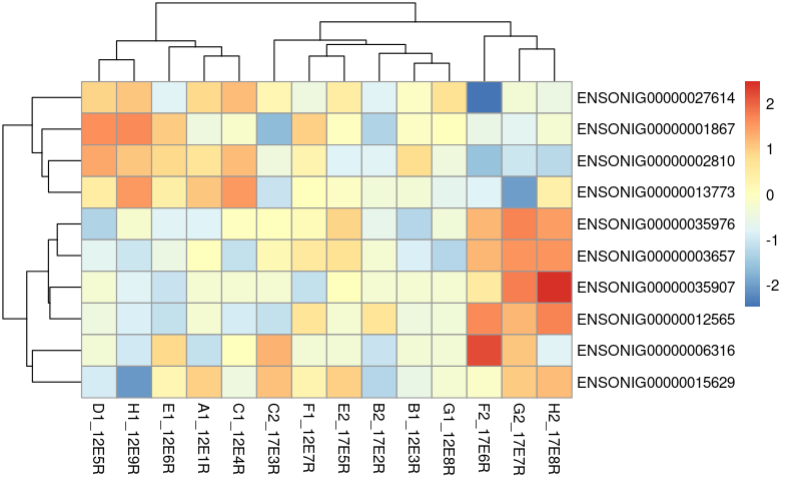 ENSONIG00000027614
ENSONIG00000001867
ENSONIG00000002810
ENSONIG00000013773
ENSONIG00000035976
ENSONIG00000003657
ENSONIG00000035907
ENSONIG00000012565
ENSONIG00000006316
ENSONIG00000015629
2
1
0
-1
-2
D1_12E5R
H1_12E9R
E1_12E6R
A1_12E1R
C1_12E4R
C2_17E3R
F1_12E7R
E2_17E5R
B2_17E2R
B1_12E3R
G1_12E8R
F2_17E6R
G2_17E7R
H2_17E8R